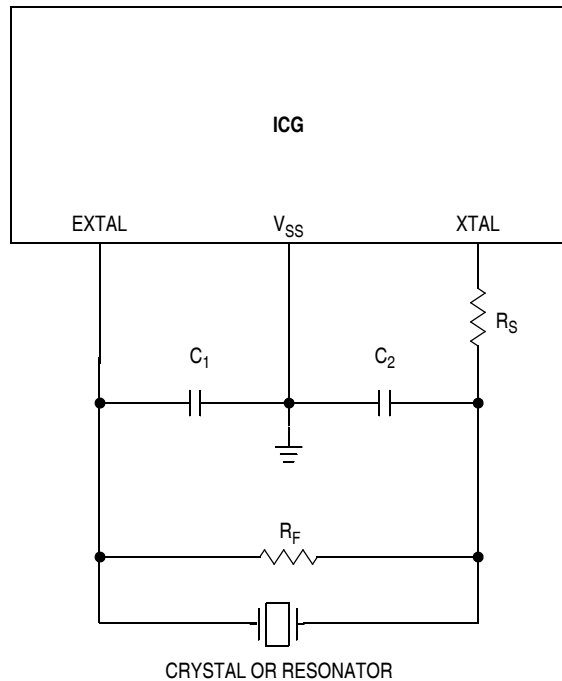 ICG
EXTAL
VSS
XTAL
RS
C1
C2
RF
CRYSTAL OR RESONATOR